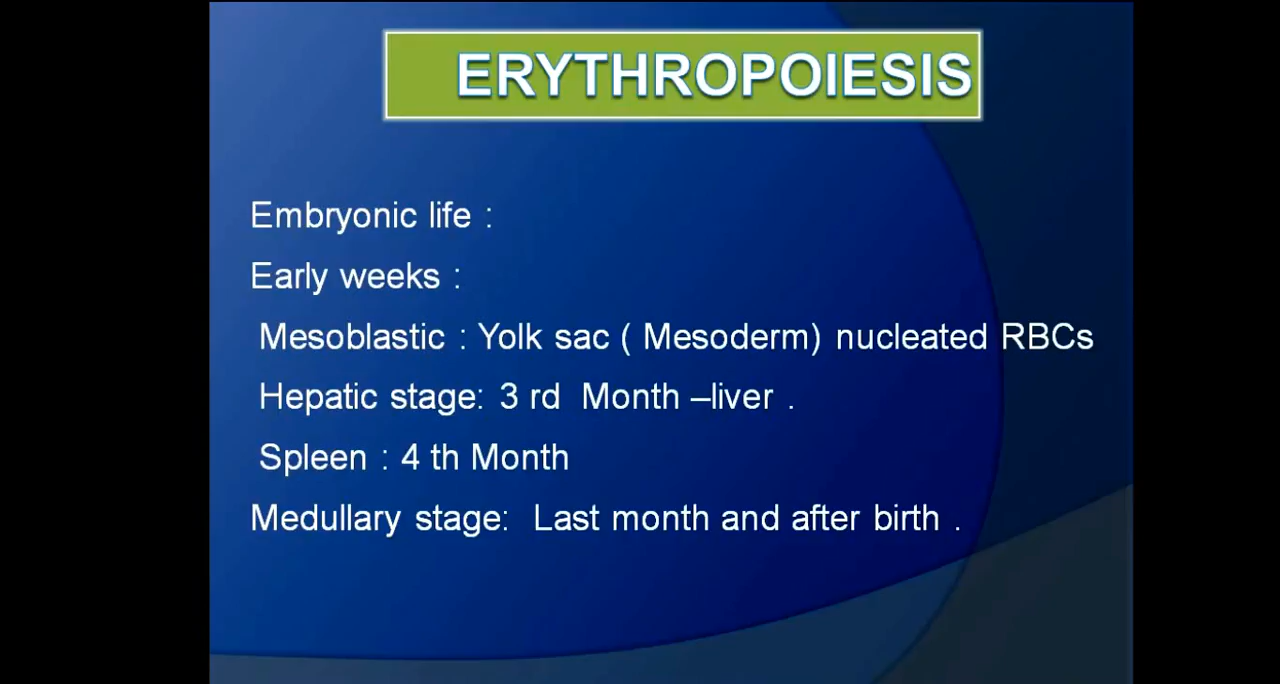 ERYTHROPOIESIS
Embryonic life :
Early weeks :
Mesoblastic : Yolk sac ( Mesoderm) nucleated RBCs
Hepatic stage: 3 rd Month –liver .
Spleen : 4 th Month
Medullary stage: Last month and after birth .